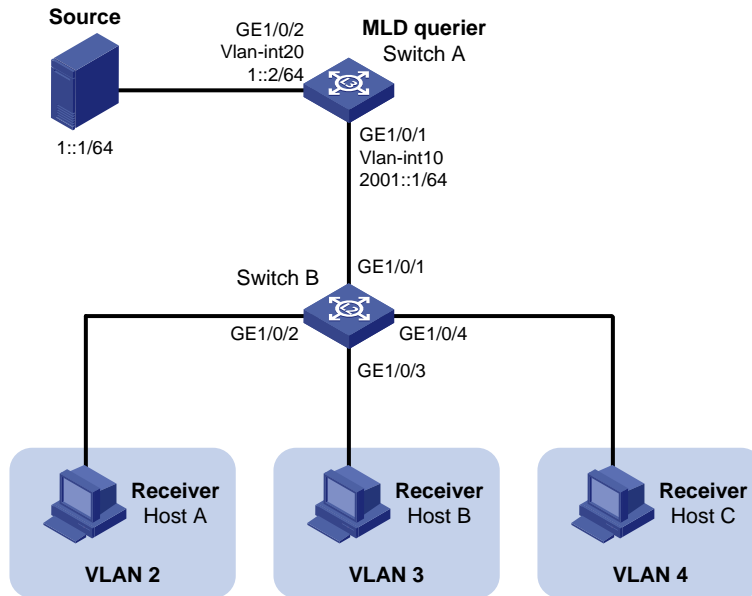 Source
GE1/0/2
Vlan-int20
1::2/64
MLD querier
Switch A
L3
1::1/64
GE1/0/1
Vlan-int10
2001::1/64
GE1/0/1
Switch B
L2
GE1/0/2
GE1/0/4
GE1/0/3
Receiver
Host A
VLAN 2
Receiver
Host B
VLAN 3
Receiver
Host C
VLAN 4